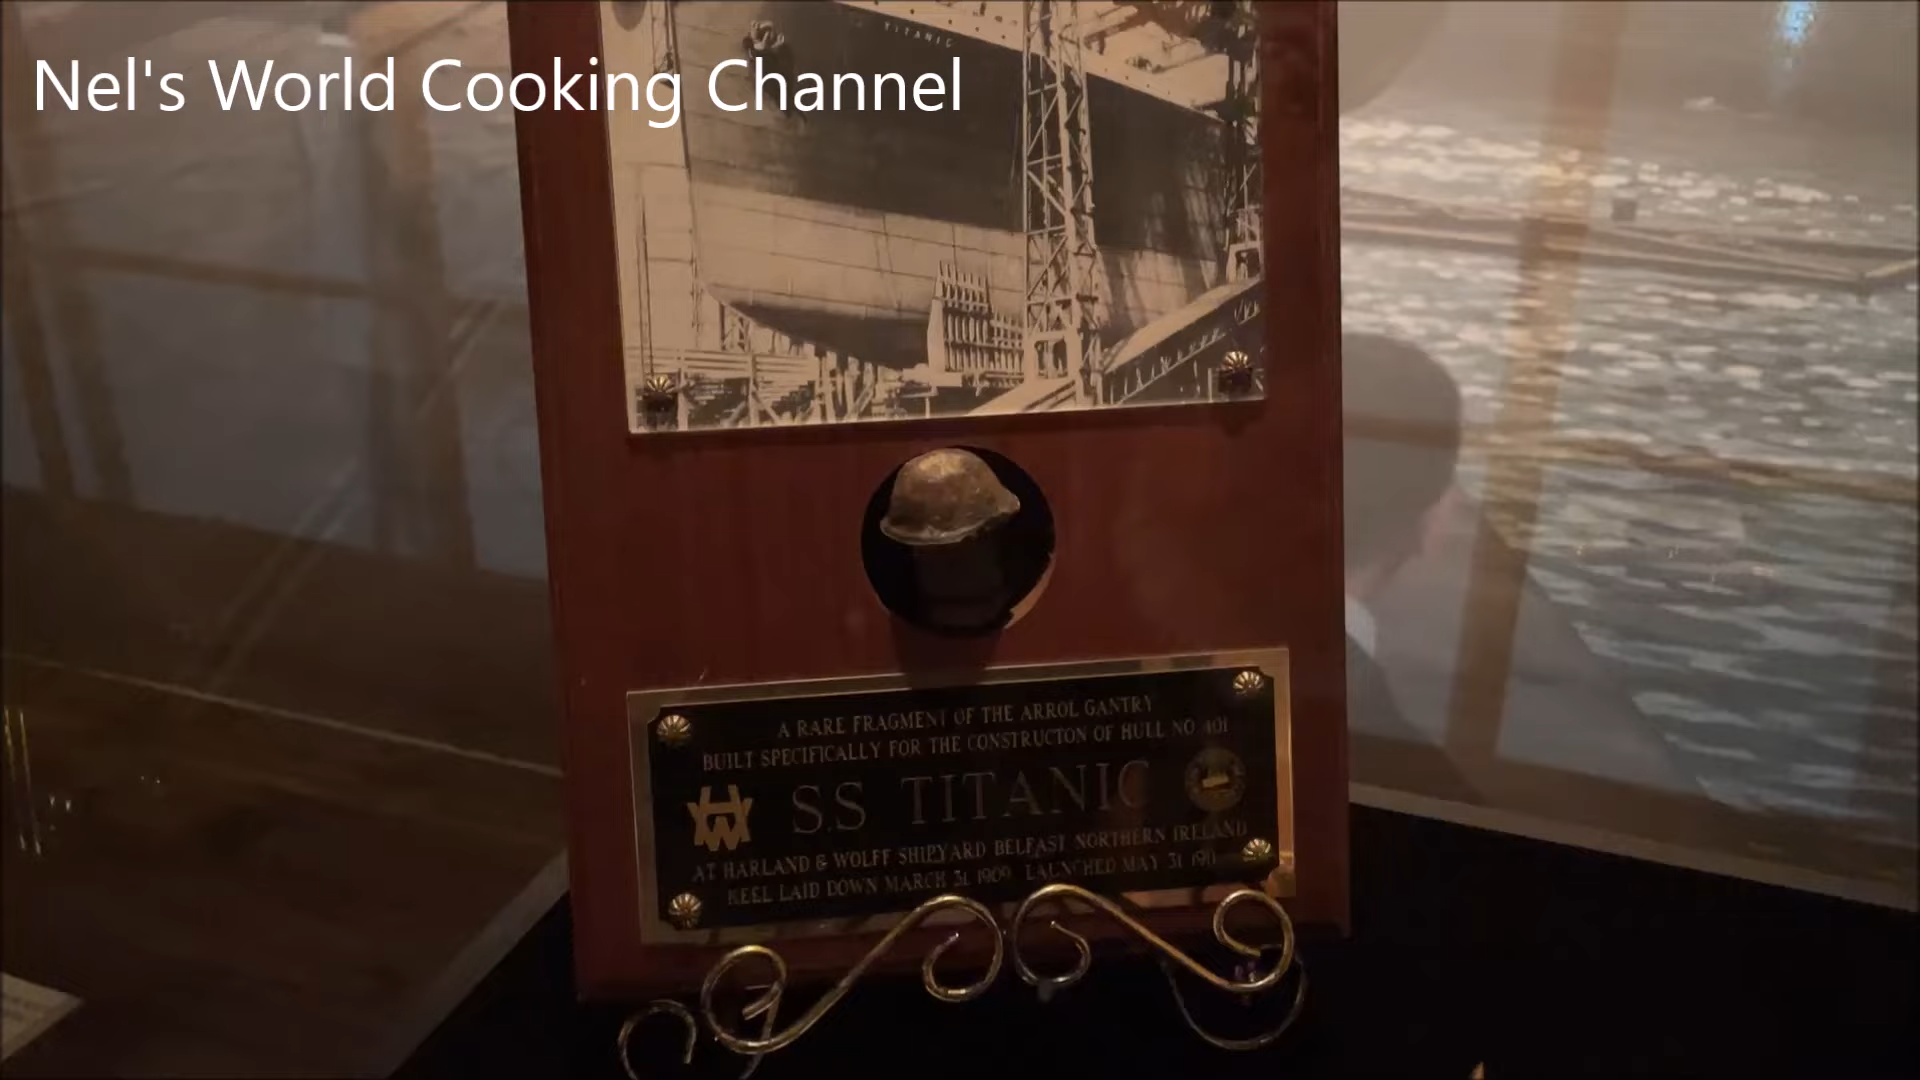 Nel's World Cooking Channel
TITANIC
A RARE FRAGMENT OF THE ARROL GANTRY
BUILT SPECIFICALLY FOR THE CONSTRUCTON OF HULL NO 401
S.S TITANIC
HW
AT HARLAND & WOLFF SHIPYARD BELFAST NORTHERN IRELAND
KEEL LAID DOWN MARCH 31, 1909 LAUNCHED MAY 31